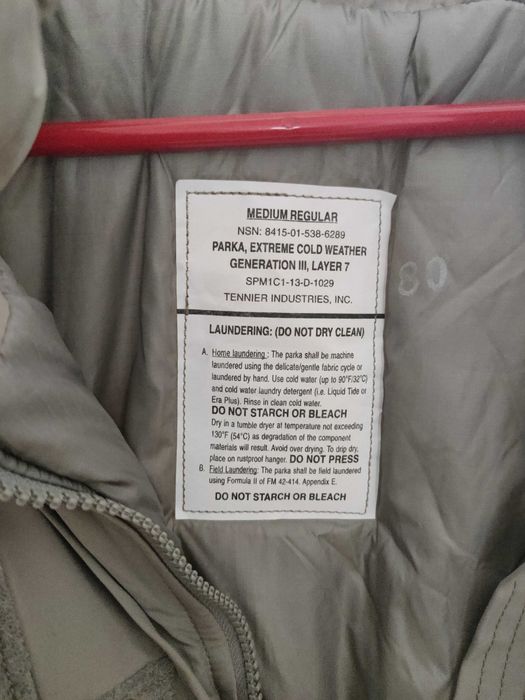 MEDIUM REGULAR
NSN: 8415-01-538-6289
PARKA, EXTREME COLD WEATHER
GENERATION III, LAYER 7
SPM1C1-13-D-1029
TENNIER INDUSTRIES, INC.
80
LAUNDERING: (DO NOT DRY CLEAN)
A. Home laundering : The parka shall be machine
laundered using the delicate/gentle fabric cycle or
laundered by hand. Use cold water (up to 90°F/32°C)
and cold water laundry detergent (i.e. Liquid Tide or
Era Plus). Rinse in clean cold water.
DO NOT STARCH OR BLEACH
Dry in a tumble dryer at temperature not exceeding
130°F (54°C) as degradation of the component
materials will result. Avoid over drying. To drip dry,
place on rustproof hanger. DO NOT PRESS
B. Field Laundering: The parka shall be field laundered
using Formula II of FM 42-414. Appendix E.
DO NOT STARCH OR BLEACH